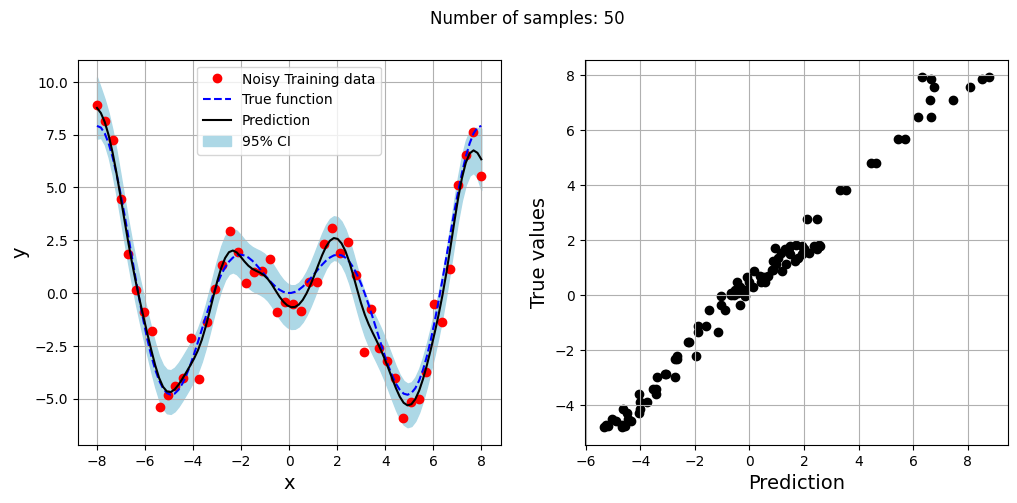 Number of samples: 50
10.0
7.5
5.0
2.5
0.0
−2.5
−5.0
y
Noisy Training data
True function
Prediction
95% CI
−8 −6 −4 −2 0 2 4 6 8
x
8
6
4
2
0
−2
−4
True values
−6 −4 −2 0 2 4 6 8
Prediction